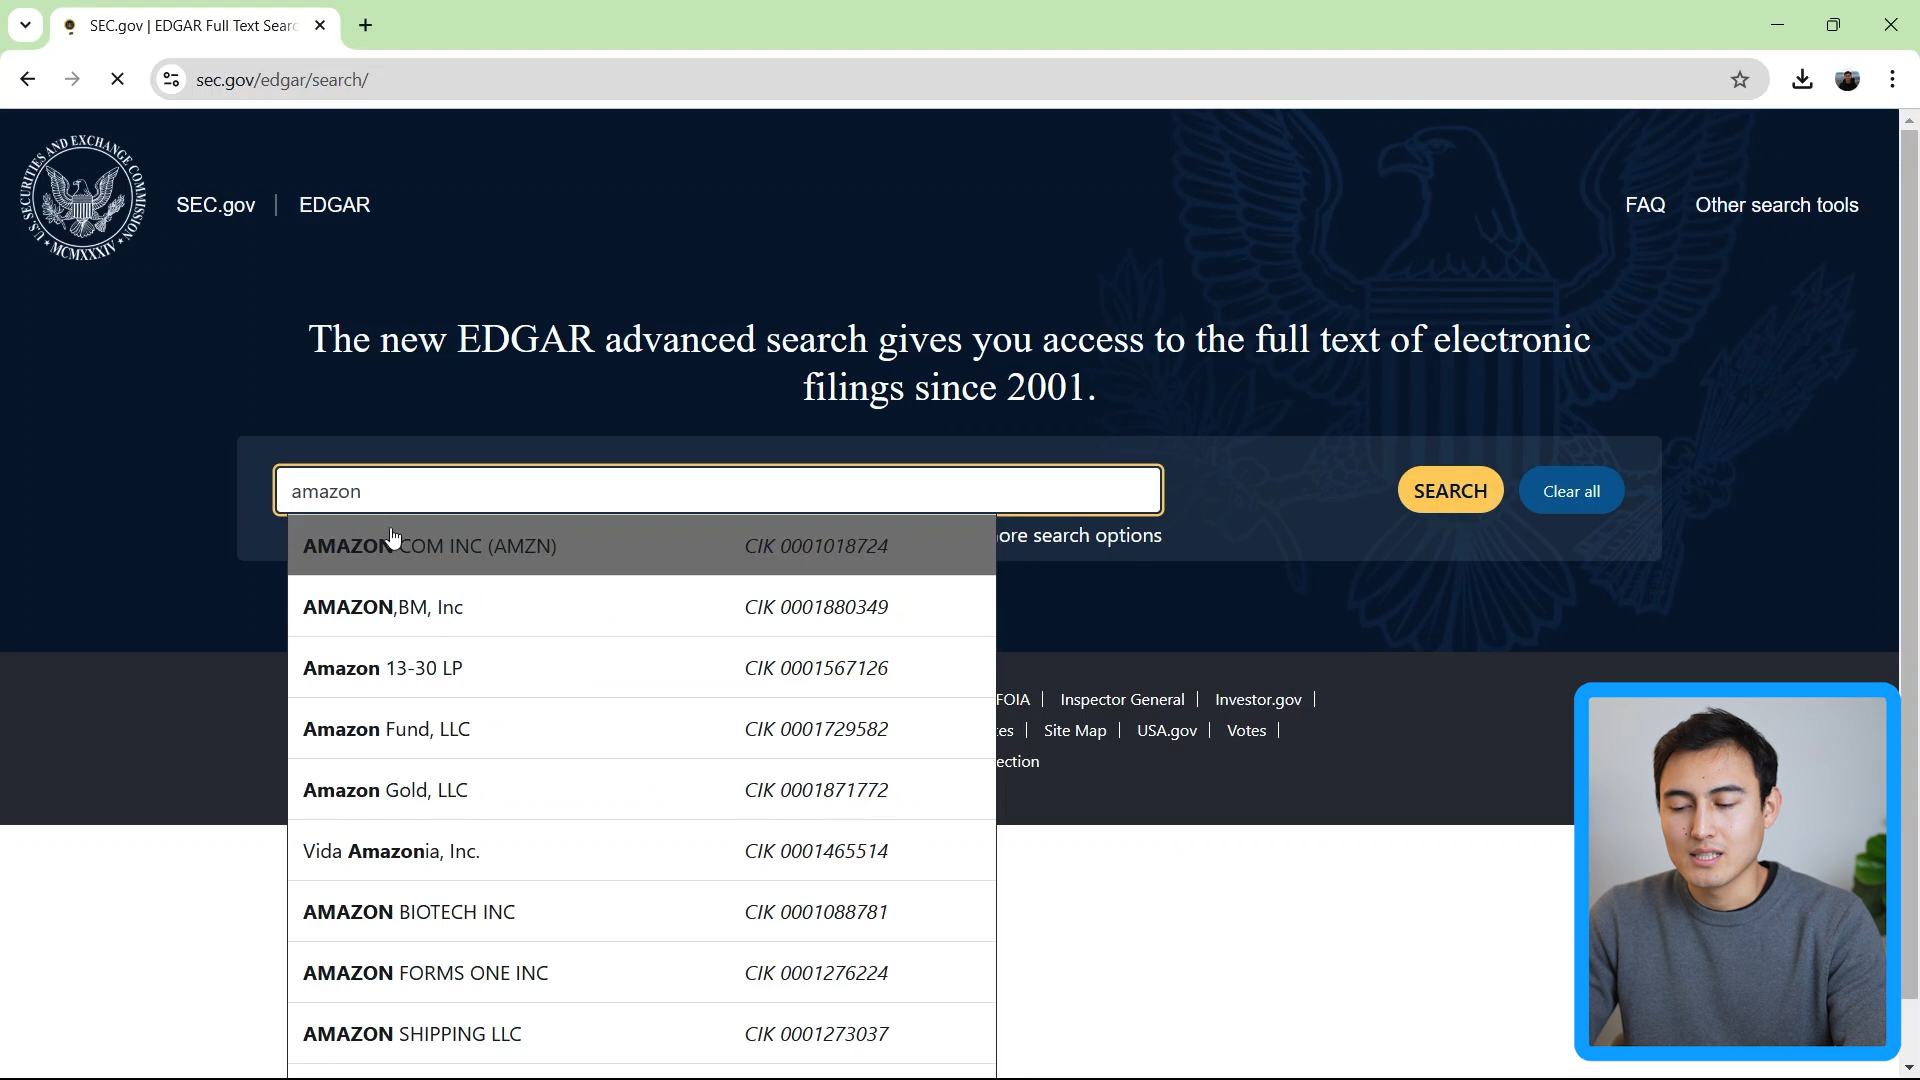 SEC.gov | EDGAR Full Text Searc
sec.gov/edgar/search/
U.S. SECURITIES AND EXCHANGE COMMISSION
MCMXXXIV
SEC.gov | EDGAR
FAQ Other search tools
The new EDGAR advanced search gives you access to the full text of electronic
filings since 2001.
amazon
SEARCH
Clear all
ore search options
AMAZON COM INC (AMZN) CIK 0001018724
AMAZON,BM, Inc CIK 0001880349
Amazon 13-30 LP CIK 0001567126
Amazon Fund, LLC CIK 0001729582
Amazon Gold, LLC CIK 0001871772
Vida Amazonia, Inc. CIK 0001465514
AMAZON BIOTECH INC CIK 0001088781
AMAZON FORMS ONE INC CIK 0001276224
AMAZON SHIPPING LLC CIK 0001273037
FOIA | Inspector General | Investor.gov |
es | Site Map | USA.gov | Votes |
ection